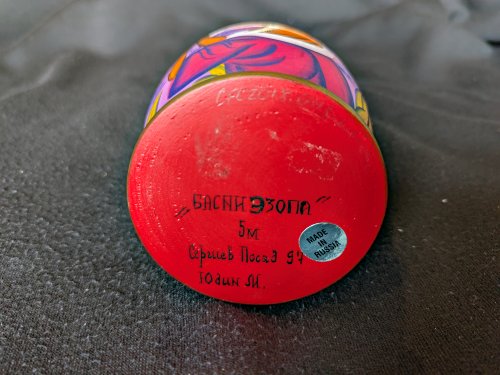 „БАСНИ ЭЗОПА"
5м
Сергиев Посад 97
Юдин М.
MADE
IN
RUSSIA